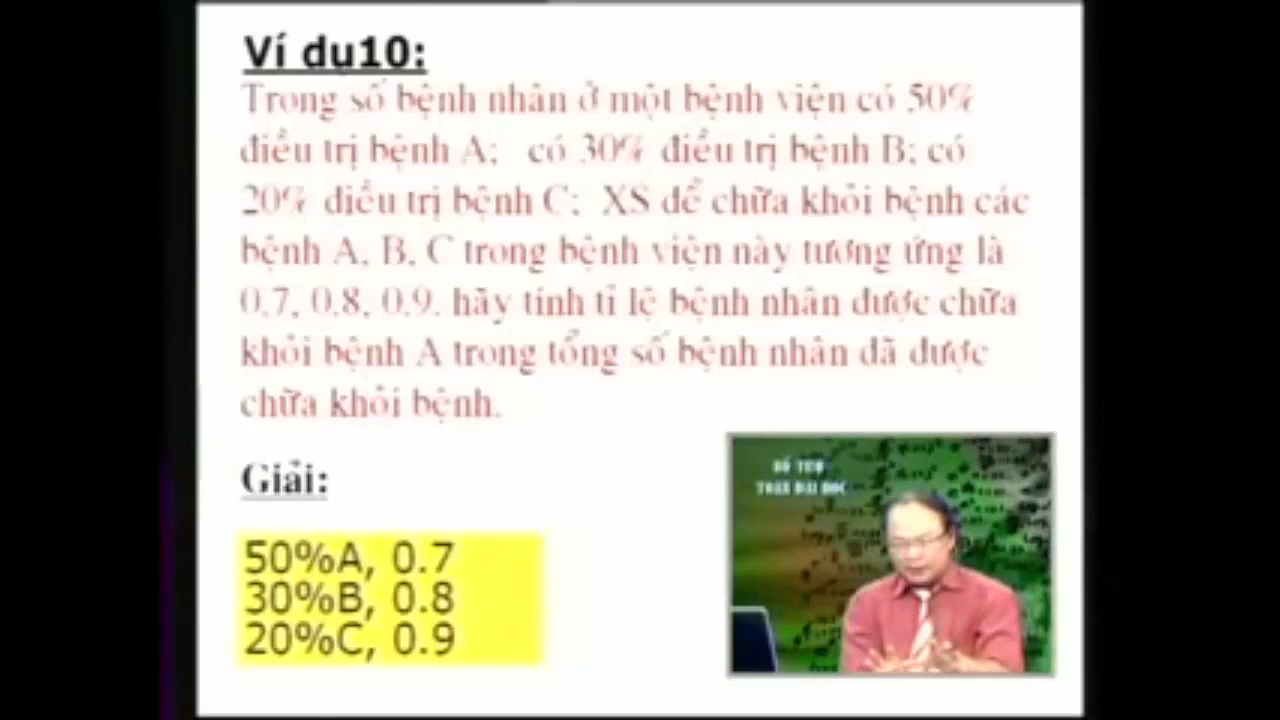 Ví dụ10:
Trong số bệnh nhân ở một bệnh viện có 50%
điều trị bệnh A; có 30% điều trị bệnh B; có
20% điều trị bệnh C; XS để chữa khỏi bệnh các
bệnh A, B, C trong bệnh viện này tương ứng là
0.7, 0.8, 0.9. hãy tính tỉ lệ bệnh nhân được chữa
khỏi bệnh A trong tổng số bệnh nhân đã được
chữa khỏi bệnh.
Giải:
50%A, 0.7
30%B, 0.8
20%C, 0.9